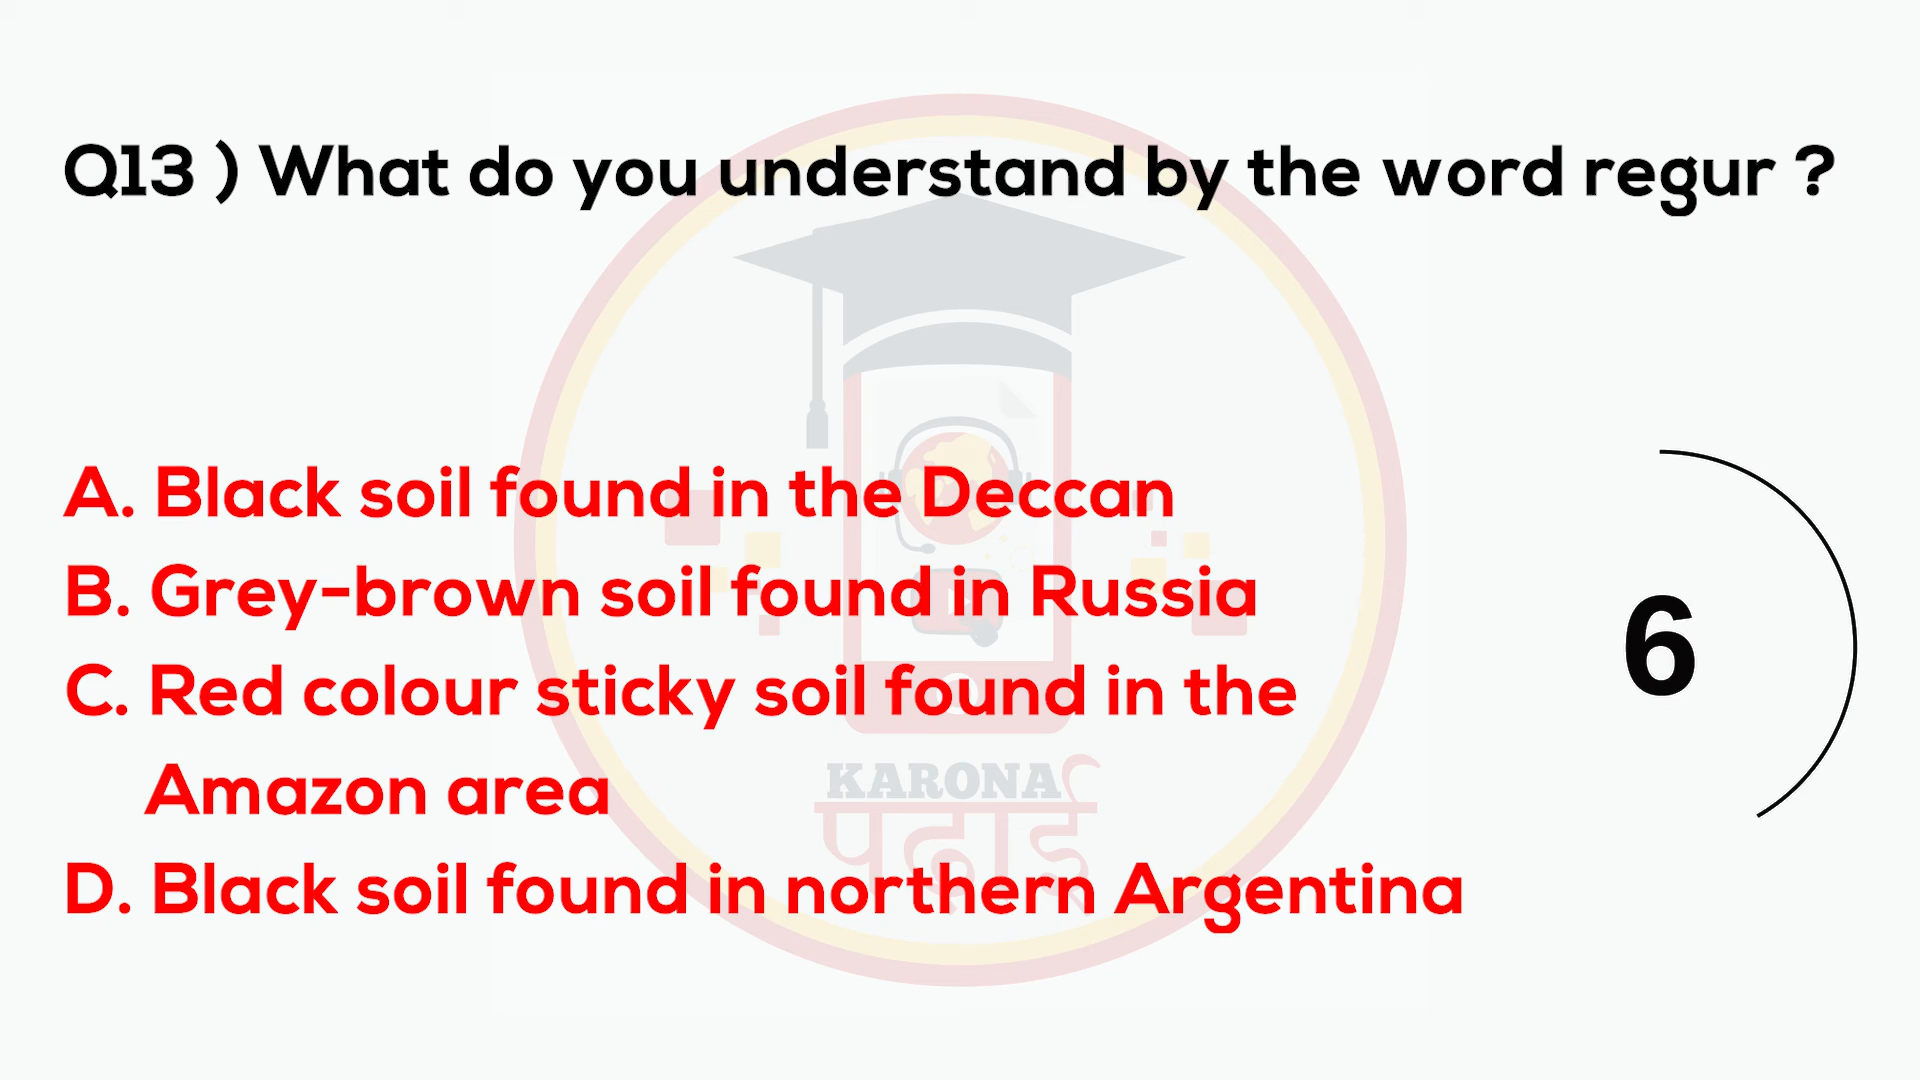 Q13 ) What do you understand by the word regur ?
A. Black soil found in the Deccan
B. Grey-brown soil found in Russia
C. Red colour sticky soil found in the
Amazon area
D. Black soil found in northern Argentina
6
KARONA
पढाई